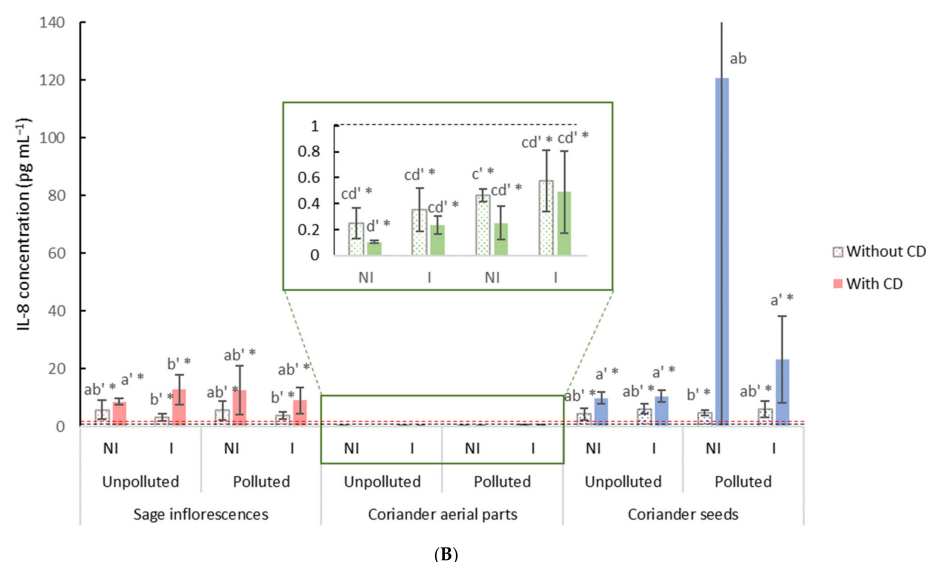 140
120
100
80
60
40
20
0
IL-8 concentration (pg mL⁻¹)
1
0.8
0.6
0.4
0.2
0
cd' *
d' *
cd' *
cd' *
c' *
cd' *
cd' *
cd' *
NI I NI I
ab' *
a' *
b' *
b' *
ab' *
ab' *
b' *
ab' *
ab' *
a' *
ab' *
a' *
b' *
ab
ab' *
a' *
Without CD
With CD
NI I NI I NI I NI I NI I NI I
Unpolluted Polluted Unpolluted Polluted Unpolluted Polluted
Sage inflorescences Coriander aerial parts Coriander seeds
(B)